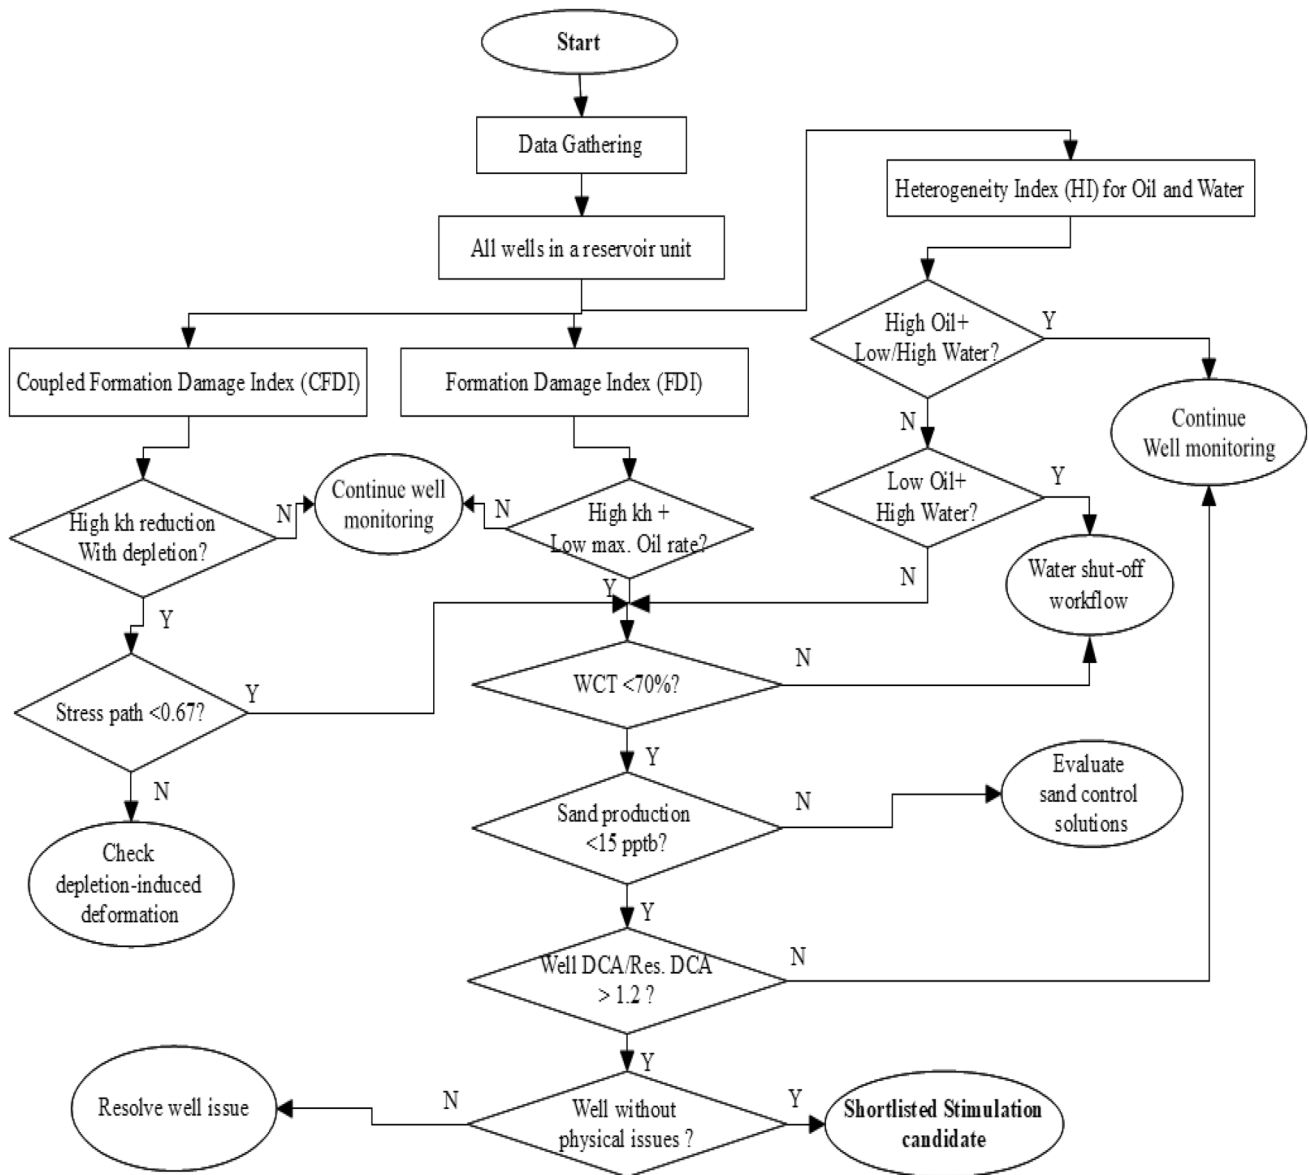 Start
Data Gathering
All wells in a reservoir unit
Heterogeneity Index (HI) for Oil and Water
Coupled Formation Damage Index (CFDI)
Formation Damage Index (FDI)
High Oil+
Low/High Water?
Y
N
Continue
Well monitoring
High kh reduction
With depletion?
N
Y
Continue well
monitoring
N
High kh +
Low max. Oil rate?
Y
Low Oil+
High Water?
Y
N
Water shut-off
workflow
Stress path <0.67?
Y
N
WCT <70%?
N
Y
Check
depletion-induced
deformation
Sand production
<15 pptb?
N
Y
Evaluate
sand control
solutions
Well DCA/Res. DCA
> 1.2 ?
N
Y
Resolve well issue
N
Well without
physical issues ?
Y
Shortlisted Stimulation
candidate